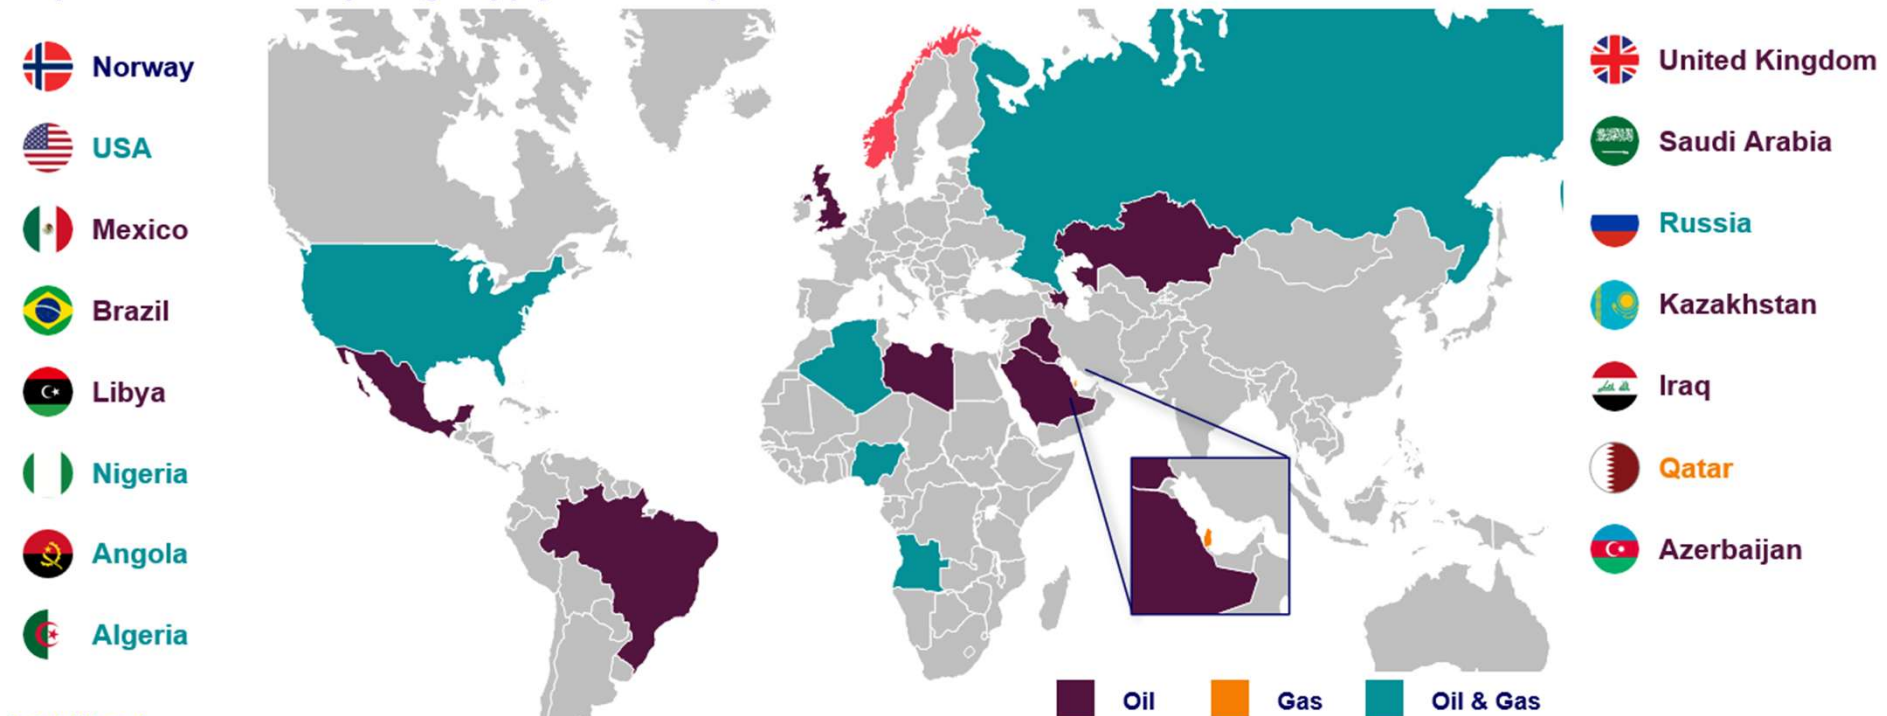 Norway
USA
Mexico
Brazil
Libya
Nigeria
Angola
Algeria
United Kingdom
Saudi Arabia
Russia
Kazakhstan
Iraq
Qatar
Azerbaijan
Oil
Gas
Oil & Gas